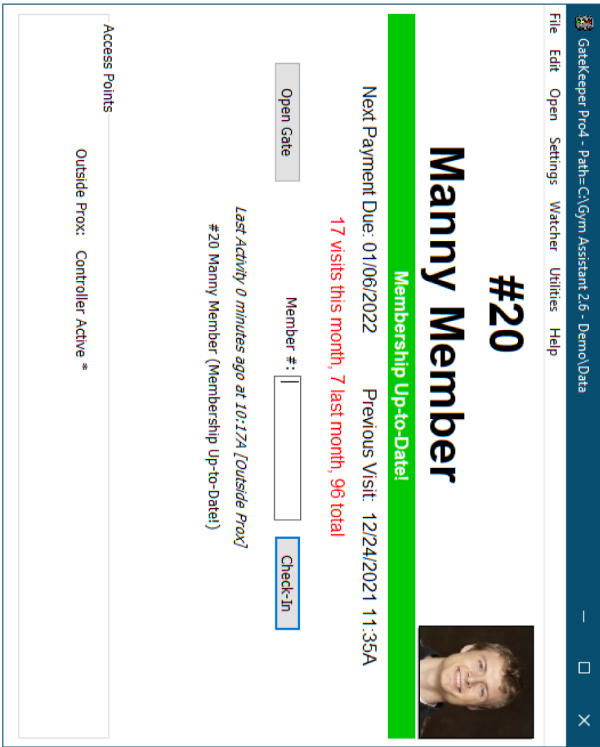 GateKeeper Pro4 - Path=C:\Gym Assistant 2.6 - Demo\Data
File Edit Open Settings Watcher Utilities Help
#20
Manny Member
Membership Up-to-Date!
Next Payment Due: 01/06/2022 Previous Visit: 12/24/2021 11:35A
17 visits this month, 7 last month, 96 total
Open Gate Member #: Check-In
Last Activity 0 minutes ago at 10:17A [Outside Prox]
#20 Manny Member (Membership Up-to-Date!)
Access Points
Outside Prox: Controller Active *